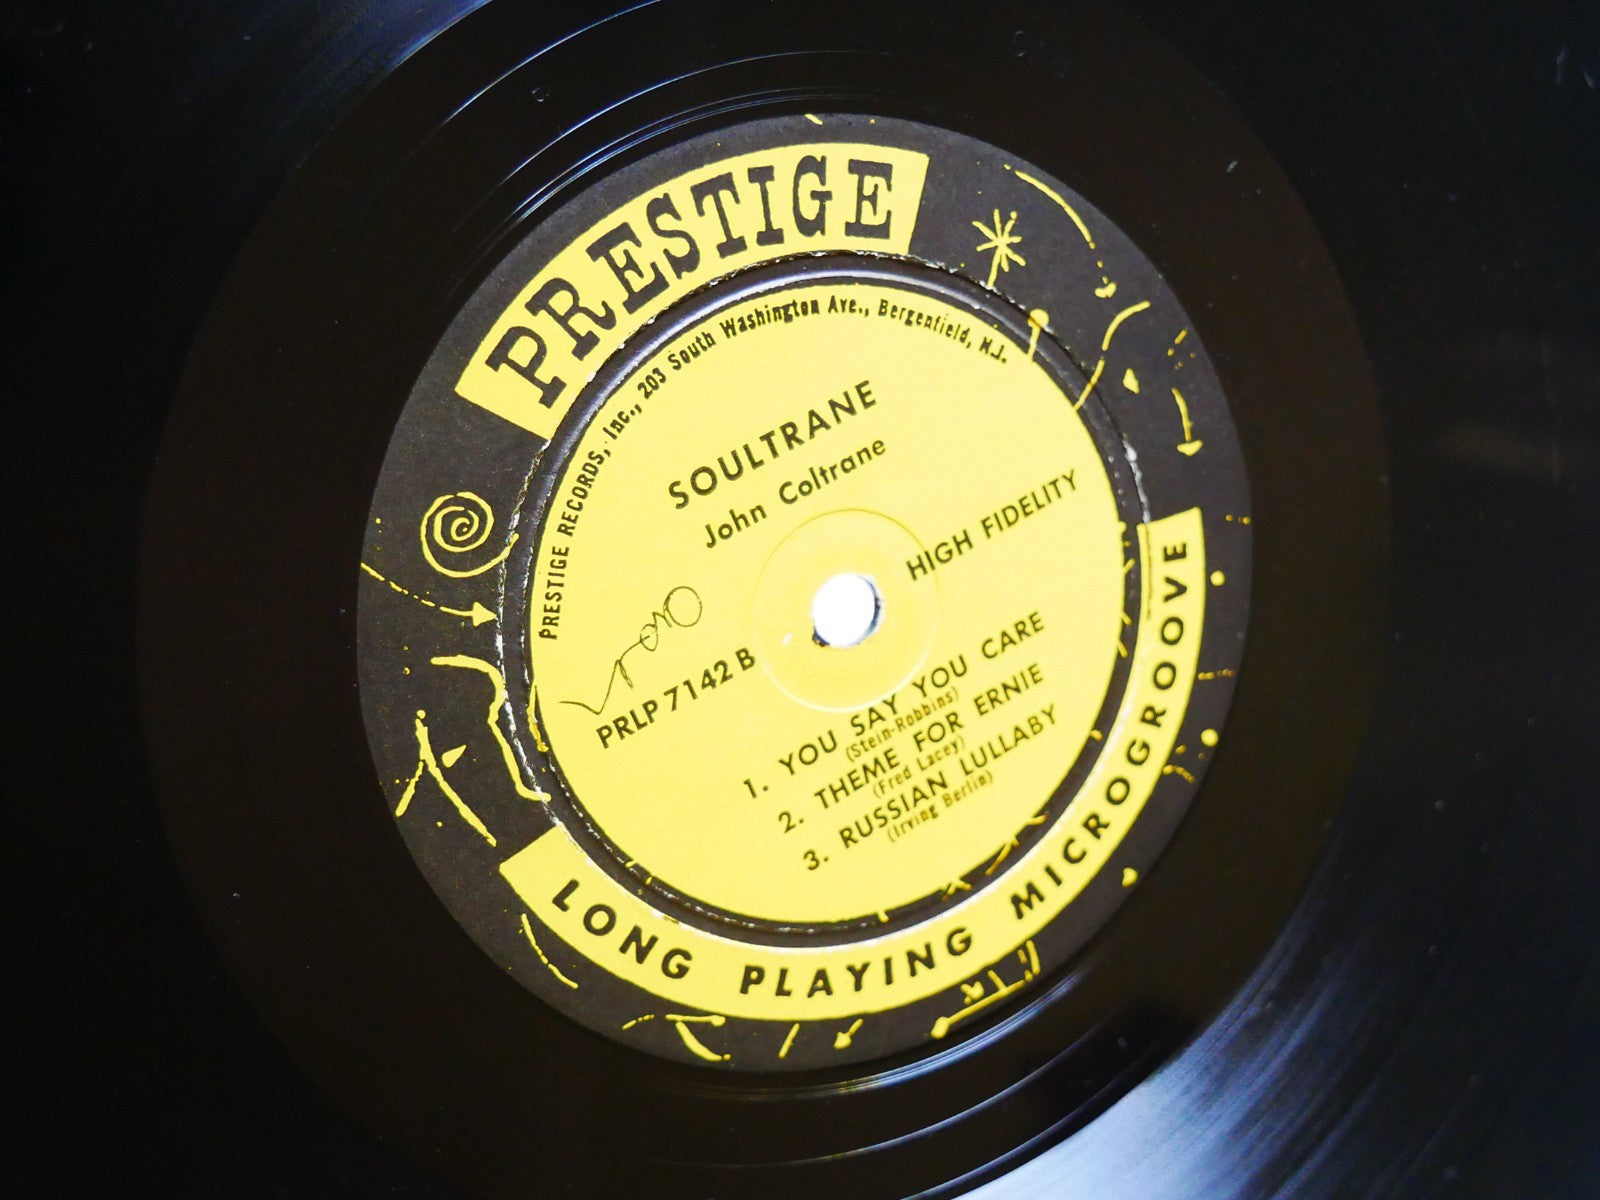 PRESTIGE
PRESTIGE RECORDS, Inc., 203 South Washington Ave., Bergenfield, N.J.
SOULTRANE
John Coltrane
HIGH FIDELITY
PRLP 7142 B
1. YOU SAY YOU CARE
(Stein-Robbins)
2. THEME FOR ERNIE
(Fred Lacey)
3. RUSSIAN LULLABY
(Irving Berlin)
LONG PLAYING MICROGROOVE